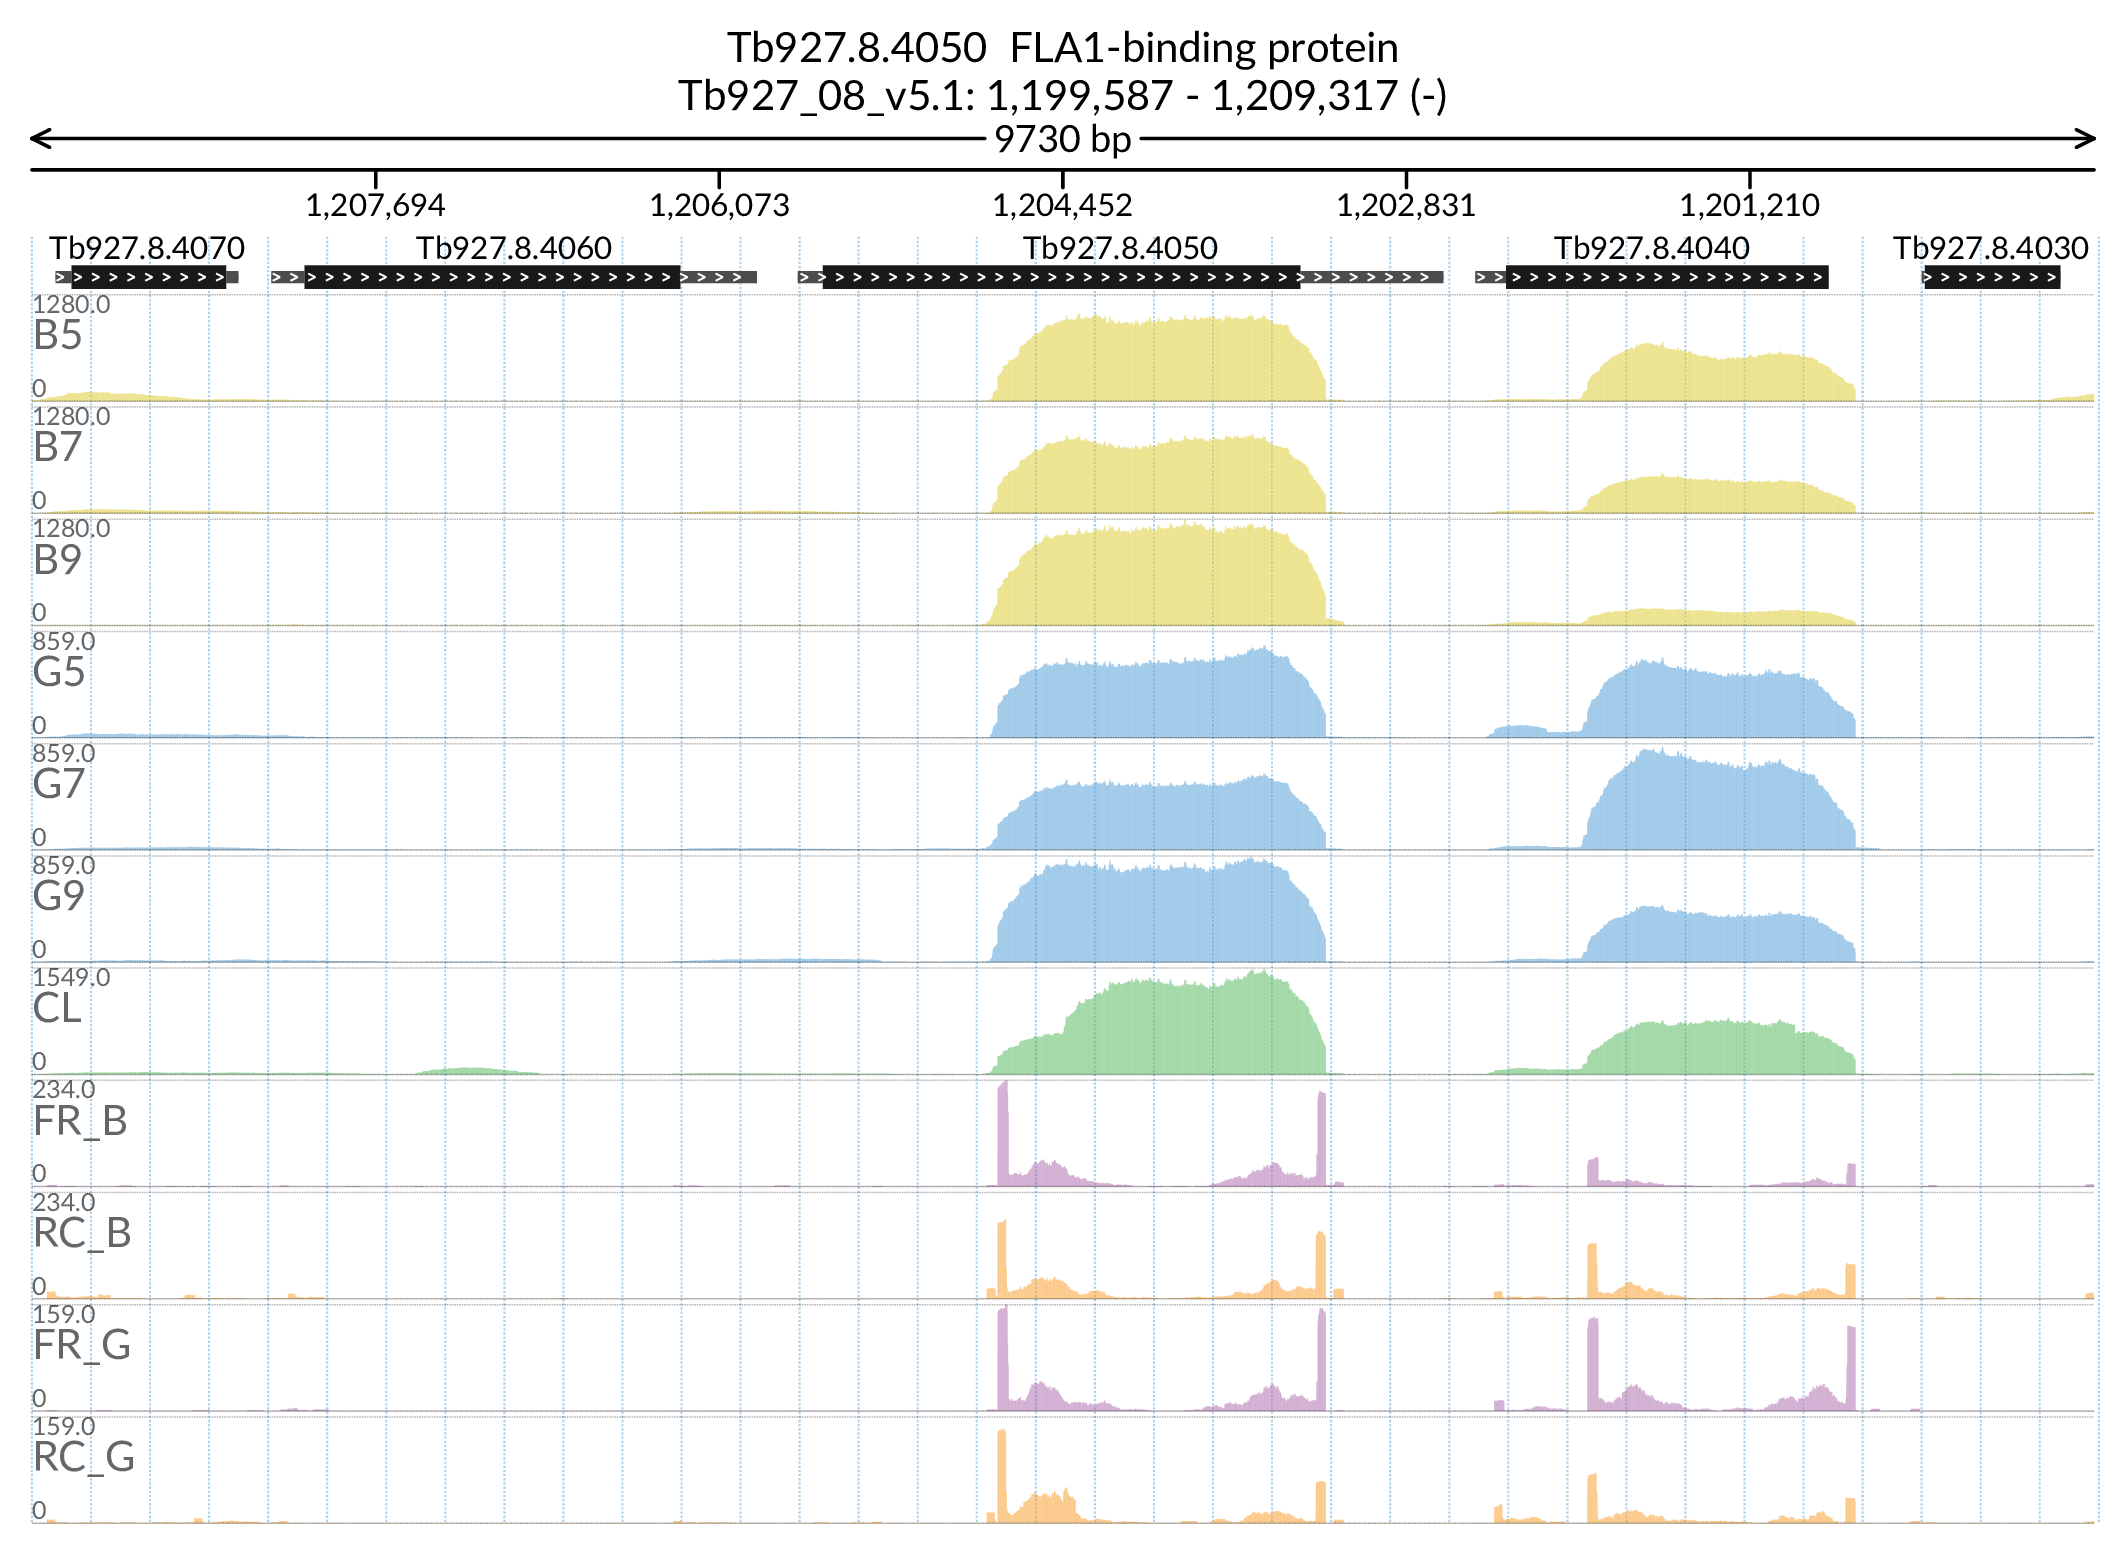 Tb927.8.4050  FLA1-binding protein
Tb927_08_v5.1: 1,199,587 - 1,209,317 (-)
9730 bp
1,207,694 1,206,073 1,204,452 1,202,831 1,201,210
Tb927.8.4070 Tb927.8.4060 Tb927.8.4050 Tb927.8.4040 Tb927.8.4030
1280.0
B5
0
1280.0
B7
0
1280.0
B9
0
859.0
G5
0
859.0
G7
0
859.0
G9
0
1549.0
CL
0
234.0
FR_B
0
234.0
RC_B
0
159.0
FR_G
0
159.0
RC_G
0